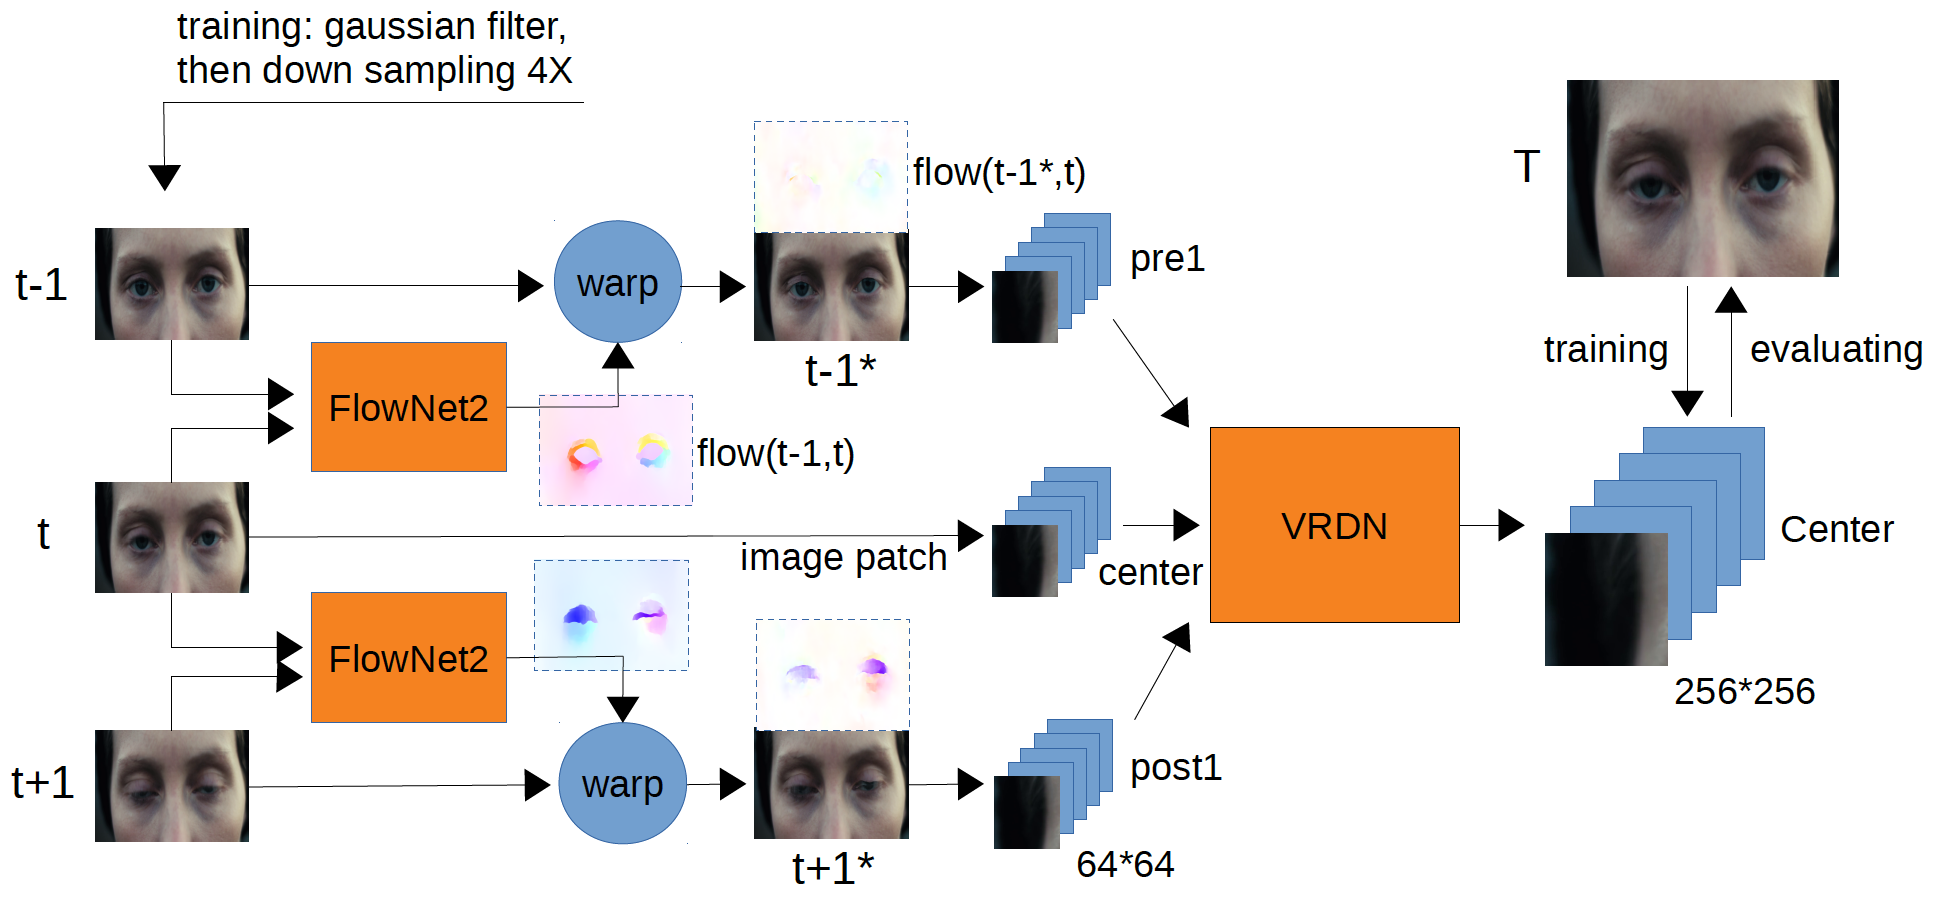 training: gaussian filter,
then down sampling 4X
flow(t-1*,t)
T
t-1
warp
pre1
t-1*
training
evaluating
FlowNet2
flow(t-1,t)
t
image patch
center
VRDN
Center
FlowNet2
256*256
t+1
warp
post1
t+1*
64*64